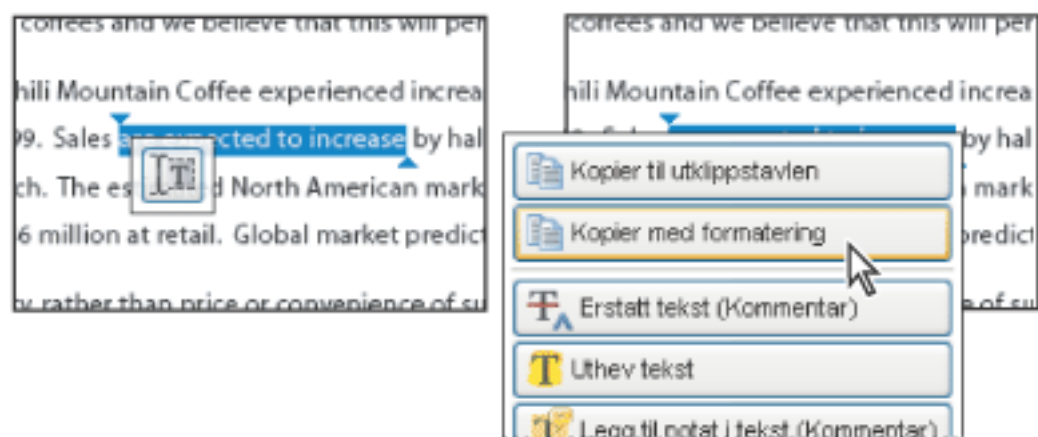 coffees and we believe that this will per
hili Mountain Coffee experienced increa
99. Sales are expected to increase by hal
ch. The es d North American mark
6 million at retail. Global market predict
y rather than price or convenience of su
coffees and we believe that this will per
hili Mountain Coffee experienced increa
by hal
Kopier til utklippstavlen
mark
Kopier med formatering
predict
Erstatt tekst (Kommentar)
e of su
Uthev tekst
Legg til notat i tekst (Kommentar)